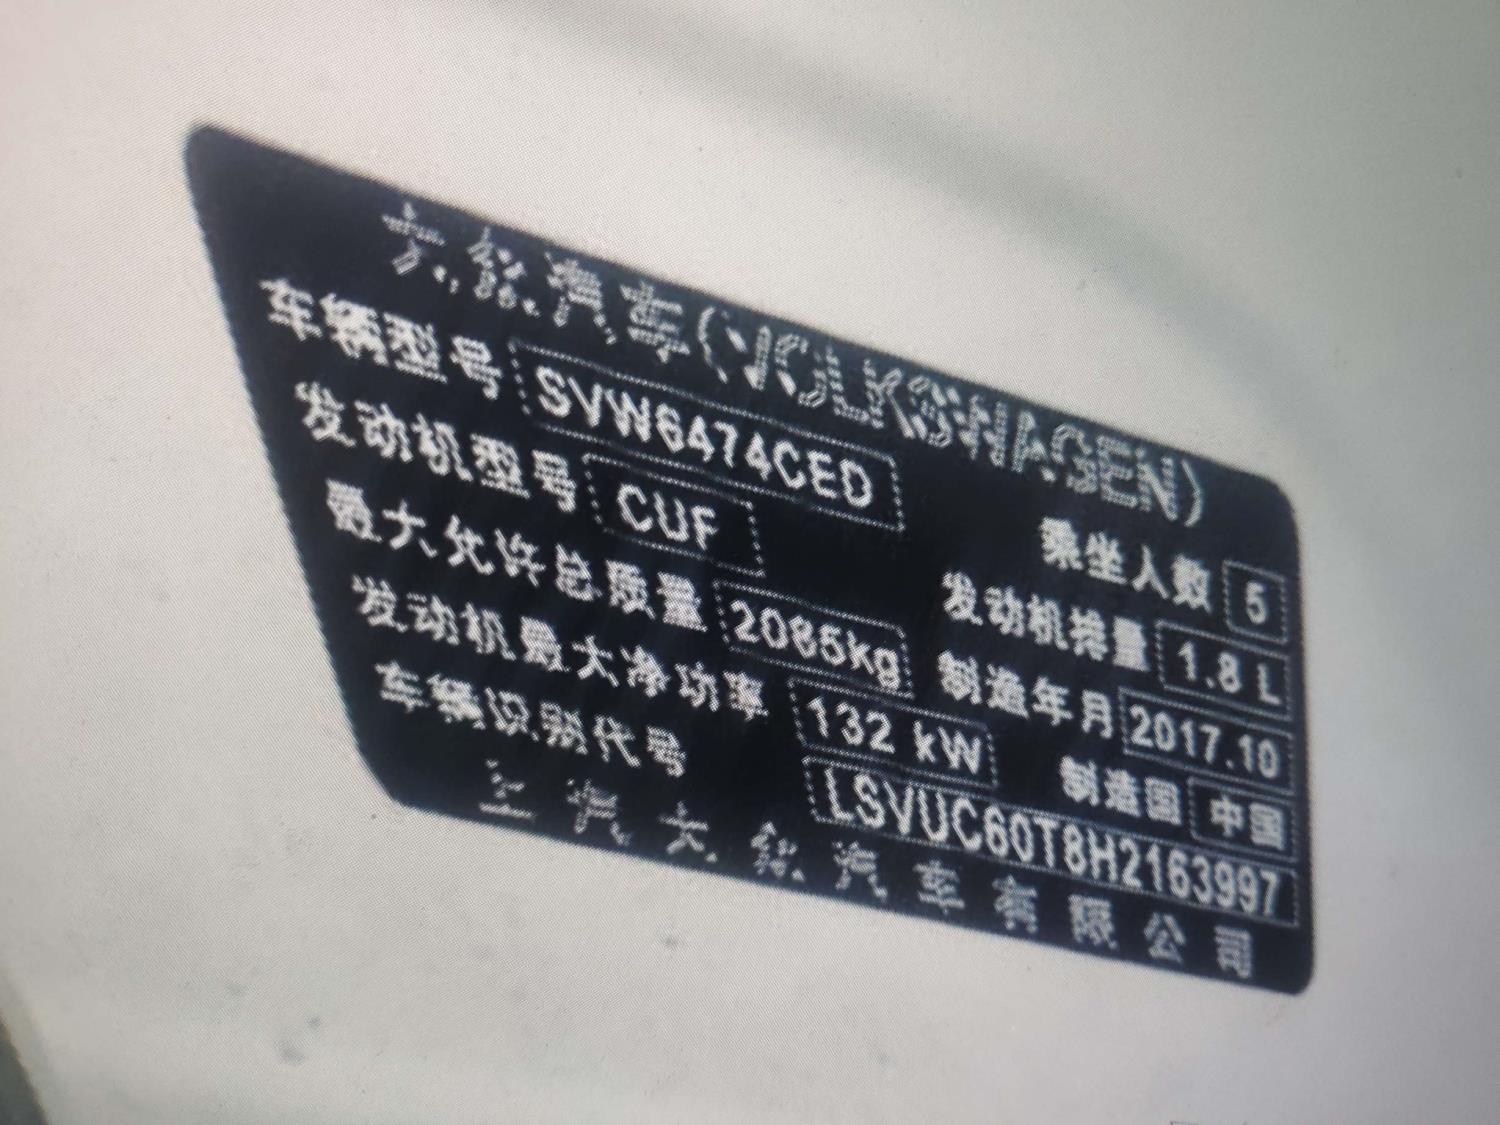 大众汽车(VOLKSWAGEN)
车辆型号 SVW6474CED 乘坐人数 5
发动机型号 CUF 发动机排量 1.8 L
最大允许总质量 2085kg 制造年月 2017.10
发动机最大净功率 132 kW 制造国 中国
车辆识别代号 LSVUC60T8H2163997
上汽大众汽车有限公司